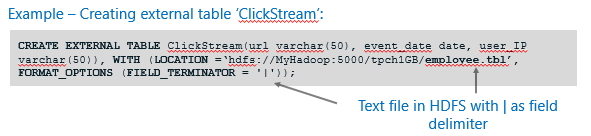 Example – Creating external table ‘ClickStream’:
CREATE EXTERNAL TABLE ClickStream(url varchar(50), event_date date, user_IP
varchar(50)), WITH (LOCATION =‘hdfs://MyHadoop:5000/tpch1GB/employee.tbl’,
FORMAT_OPTIONS (FIELD_TERMINATOR = '|'));
Text file in HDFS with | as field
delimiter